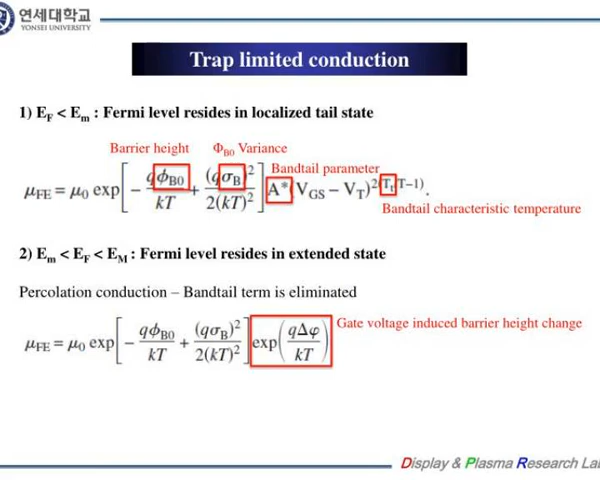 연세대학교
YONSEI UNIVERSITY
Trap limited conduction
1) E_F < E_m : Fermi level resides in localized tail state
Barrier height Φ_B0 Variance
Bandtail parameter
μ_FE = μ_0 exp[ − qϕ_B0/kT + (qσ_B)^2/2(kT)^2 ] A*(V_GS − V_T)^2(T_t/T−1).
Bandtail characteristic temperature
2) E_m < E_F < E_M : Fermi level resides in extended state
Percolation conduction – Bandtail term is eliminated
Gate voltage induced barrier height change
μ_FE = μ_0 exp[ − qϕ_B0/kT + (qσ_B)^2/2(kT)^2 ] exp( qΔφ/kT )
Display & Plasma Research Lab